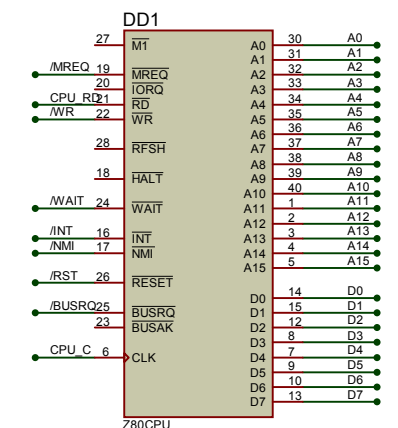 DD1
27 M1 A0 30 A0
A1 31 A1
/MREQ 19 MREQ A2 32 A2
20 IORQ A3 33 A3
CPU_RD 21 RD A4 34 A4
/WR 22 WR A5 35 A5
A6 36 A6
28 RFSH A7 37 A7
A8 38 A8
18 HALT A9 39 A9
A10 40 A10
/WAIT 24 WAIT A11 1 A11
A12 2 A12
/INT 16 INT A13 3 A13
/NMI 17 NMI A14 4 A14
A15 5 A15
/RST 26 RESET
D0 14 D0
/BUSRQ 25 BUSRQ D1 15 D1
23 BUSAK D2 12 D2
D3 8 D3
CPU_C 6 CLK D4 7 D4
D5 9 D5
D6 10 D6
D7 13 D7
Z80CPU